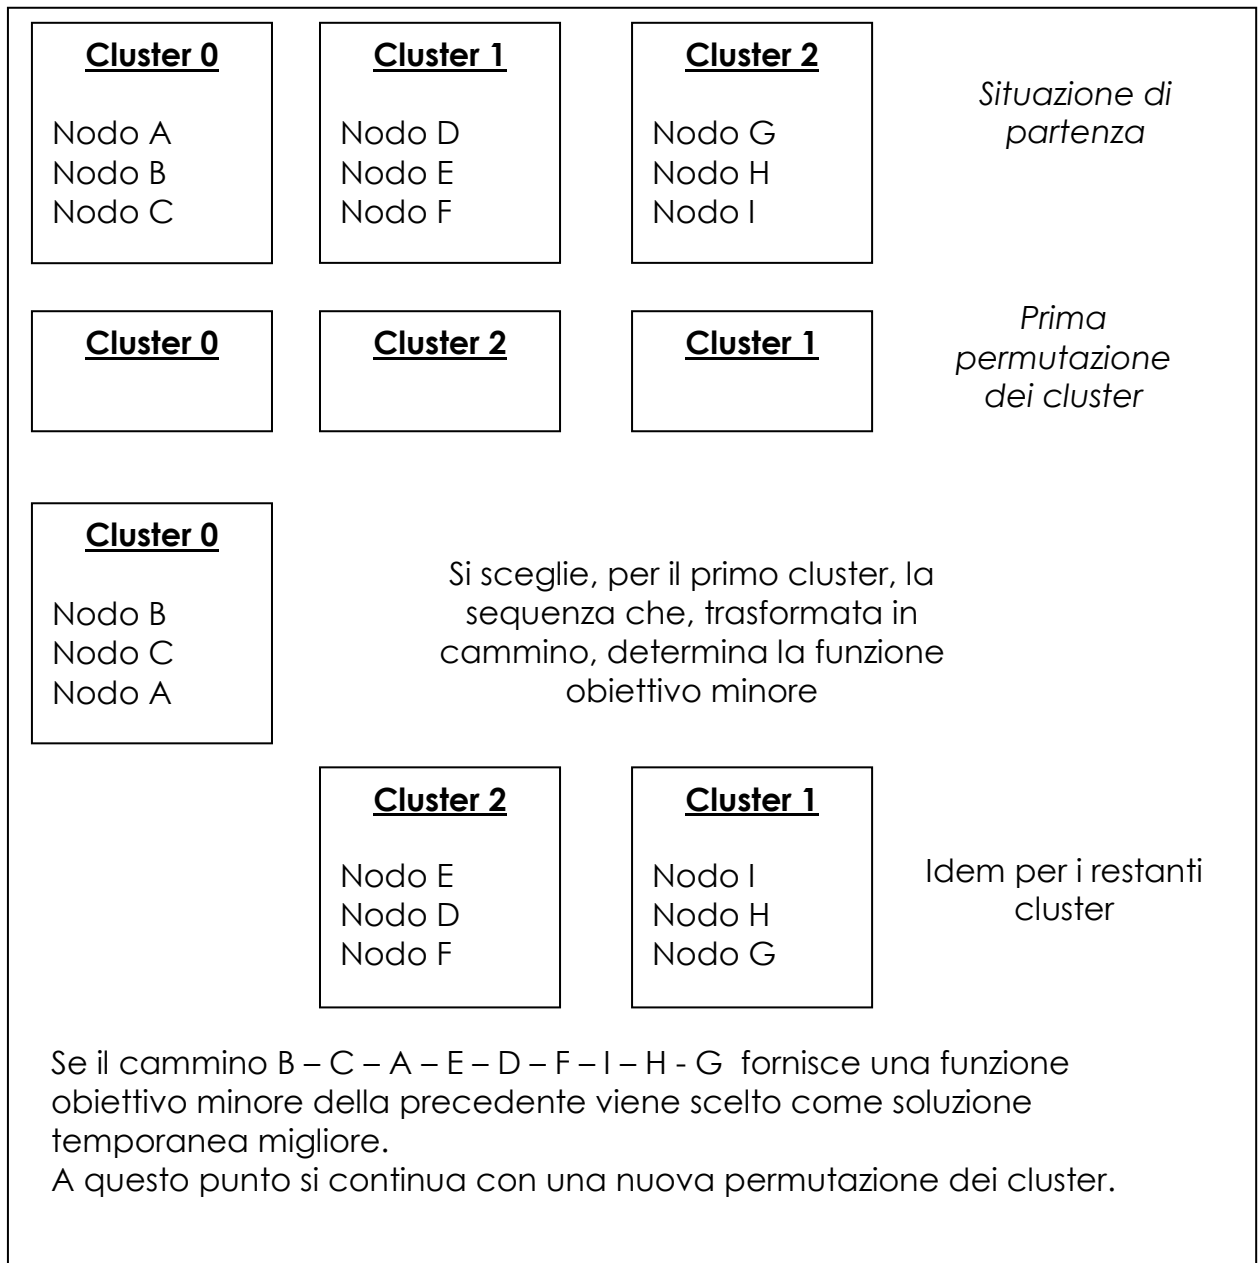 Cluster 0
Nodo A
Nodo B
Nodo C
Cluster 1
Nodo D
Nodo E
Nodo F
Cluster 2
Nodo G
Nodo H
Nodo I
Situazione di
partenza
Cluster 0
Cluster 2
Cluster 1
Prima
permutazione
dei cluster
Cluster 0
Nodo B
Nodo C
Nodo A
Si sceglie, per il primo cluster, la
sequenza che, trasformata in
cammino, determina la funzione
obiettivo minore
Cluster 2
Nodo E
Nodo D
Nodo F
Cluster 1
Nodo I
Nodo H
Nodo G
Idem per i restanti
cluster
Se il cammino B – C – A – E – D – F – I – H - G fornisce una funzione
obiettivo minore della precedente viene scelto come soluzione
temporanea migliore.
A questo punto si continua con una nuova permutazione dei cluster.